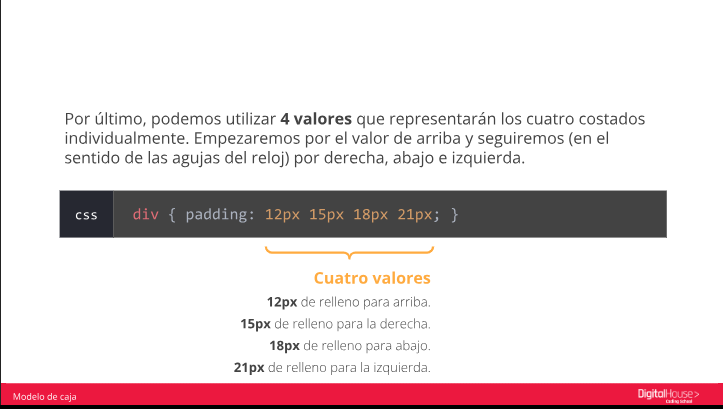 Por último, podemos utilizar 4 valores que representarán los cuatro costados
individualmente. Empezaremos por el valor de arriba y seguiremos (en el
sentido de las agujas del reloj) por derecha, abajo e izquierda.
css div { padding: 12px 15px 18px 21px; }
Cuatro valores
12px de relleno para arriba.
15px de relleno para la derecha.
18px de relleno para abajo.
21px de relleno para la izquierda.
Modelo de caja
DigitalHouse>
Coding School